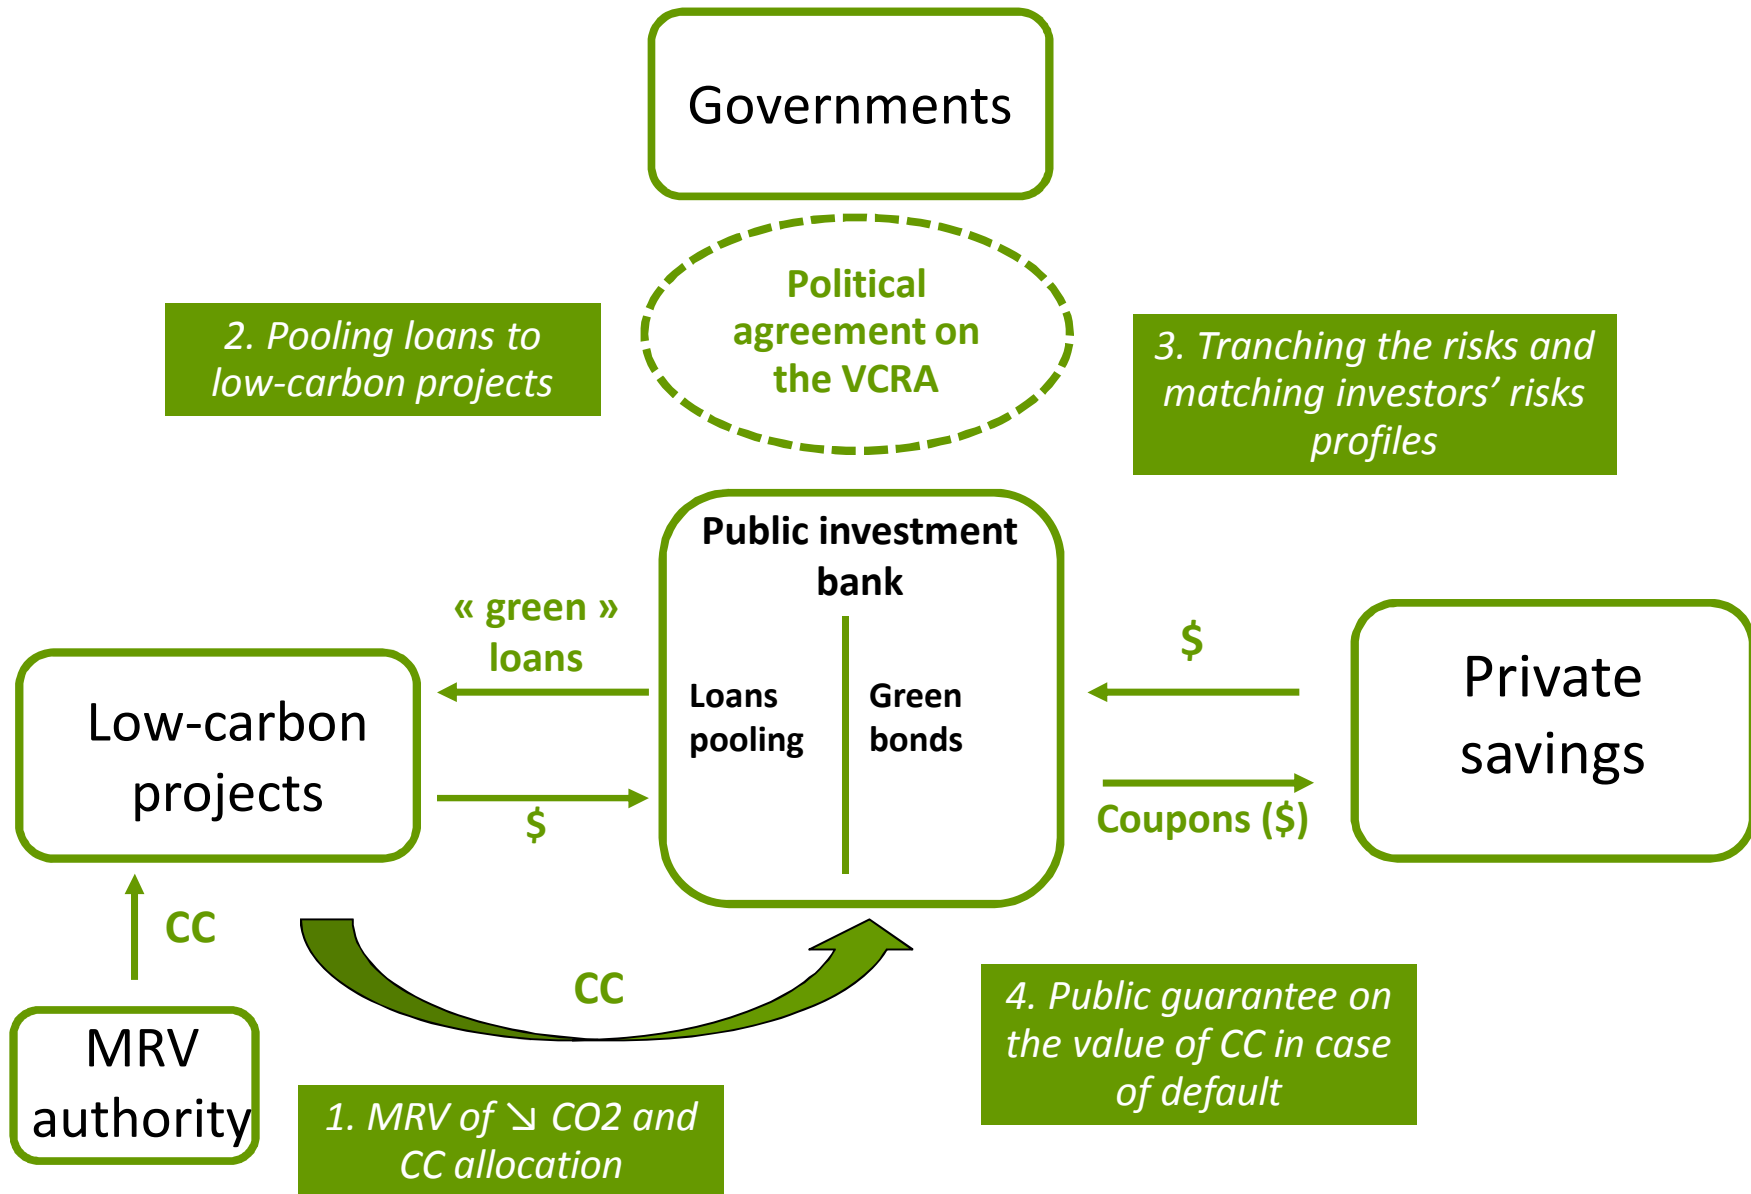 Governments
Political
agreement on
the VCRA
2. Pooling loans to
low-carbon projects
3. Tranching the risks and
matching investors’ risks
profiles
Public investment
bank
Loans
pooling
Green
bonds
« green »
loans
$
Low-carbon
projects
$
Coupons ($)
Private
savings
CC
CC
MRV
authority
1. MRV of ↘ CO2 and
CC allocation
4. Public guarantee on
the value of CC in case
of default